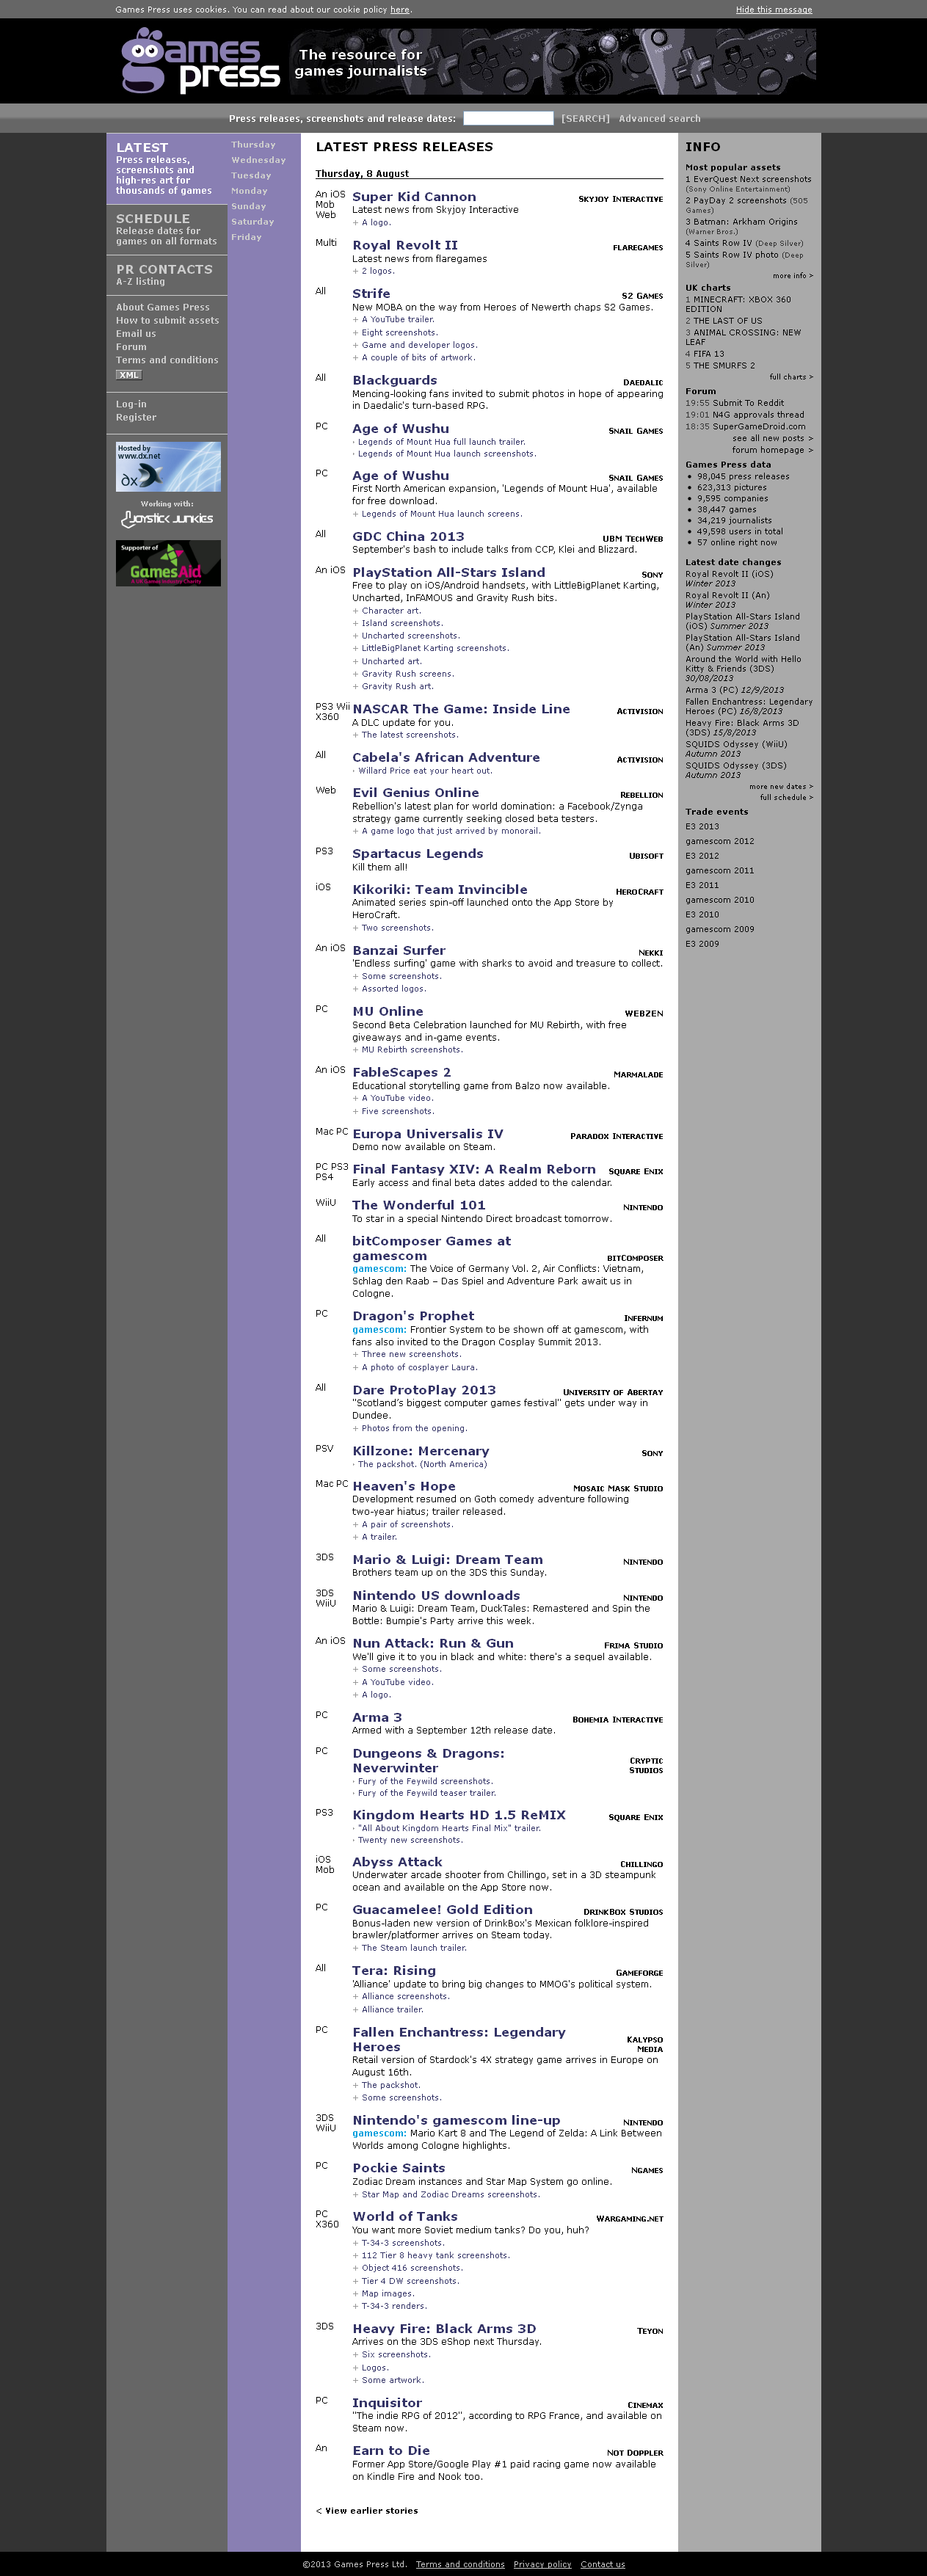 Games Press uses cookies. You can read about our cookie policy here.
Hide this message
Games Press
The resource for
games journalists
Press releases, screenshots and release dates:
[SEARCH] Advanced search
LATEST
Press releases,
screenshots and
high-res art for
thousands of games
SCHEDULE
Release dates for
games on all formats
PR CONTACTS
A-Z listing
About Games Press
How to submit assets
Email us
Forum
Terms and conditions
XML
Log-in
Register
Hosted by
www.dx.net
dx
Working with:
Joystick Junkies
Supporter of
GamesAid
A UK Games Industry Charity
Thursday
Wednesday
Tuesday
Monday
Sunday
Saturday
Friday
LATEST PRESS RELEASES
Thursday, 8 August
An iOS
Mob
Web
Super Kid Cannon
SKYJOY INTERACTIVE
Latest news from Skyjoy Interactive
+ A logo.
Multi
Royal Revolt II
FLAREGAMES
Latest news from flaregames
+ 2 logos.
All
Strife
S2 GAMES
New MOBA on the way from Heroes of Newerth chaps S2 Games.
+ A YouTube trailer.
+ Eight screenshots.
+ Game and developer logos.
+ A couple of bits of artwork.
All
Blackguards
DAEDALIC
Mencing-looking fans invited to submit photos in hope of appearing
in Daedalic's turn-based RPG.
PC
Age of Wushu
SNAIL GAMES
· Legends of Mount Hua full launch trailer.
· Legends of Mount Hua launch screenshots.
PC
Age of Wushu
SNAIL GAMES
First North American expansion, 'Legends of Mount Hua', available
for free download.
+ Legends of Mount Hua launch screens.
All
GDC China 2013
UBM TECHWEB
September's bash to include talks from CCP, Klei and Blizzard.
An iOS
PlayStation All-Stars Island
SONY
Free to play on iOS/Android handsets, with LittleBigPlanet Karting,
Uncharted, InFAMOUS and Gravity Rush bits.
+ Character art.
+ Island screenshots.
+ Uncharted screenshots.
+ LittleBigPlanet Karting screenshots.
+ Uncharted art.
+ Gravity Rush screens.
+ Gravity Rush art.
PS3 Wii
X360
NASCAR The Game: Inside Line
ACTIVISION
A DLC update for you.
+ The latest screenshots.
All
Cabela's African Adventure
ACTIVISION
· Willard Price eat your heart out.
Web
Evil Genius Online
REBELLION
Rebellion's latest plan for world domination: a Facebook/Zynga
strategy game currently seeking closed beta testers.
+ A game logo that just arrived by monorail.
PS3
Spartacus Legends
UBISOFT
Kill them all!
iOS
Kikoriki: Team Invincible
HEROCRAFT
Animated series spin-off launched onto the App Store by
HeroCraft.
+ Two screenshots.
An iOS
Banzai Surfer
NEKKI
'Endless surfing' game with sharks to avoid and treasure to collect.
+ Some screenshots.
+ Assorted logos.
PC
MU Online
WEBZEN
Second Beta Celebration launched for MU Rebirth, with free
giveaways and in-game events.
+ MU Rebirth screenshots.
An iOS
FableScapes 2
MARMALADE
Educational storytelling game from Balzo now available.
+ A YouTube video.
+ Five screenshots.
Mac PC
Europa Universalis IV
PARADOX INTERACTIVE
Demo now available on Steam.
PC PS3
PS4
Final Fantasy XIV: A Realm Reborn
SQUARE ENIX
Early access and final beta dates added to the calendar.
WiiU
The Wonderful 101
NINTENDO
To star in a special Nintendo Direct broadcast tomorrow.
All
bitComposer Games at
gamescom
BITCOMPOSER
gamescom: The Voice of Germany Vol. 2, Air Conflicts: Vietnam,
Schlag den Raab – Das Spiel and Adventure Park await us in
Cologne.
PC
Dragon's Prophet
INFERNUM
gamescom: Frontier System to be shown off at gamescom, with
fans also invited to the Dragon Cosplay Summit 2013.
+ Three new screenshots.
+ A photo of cosplayer Laura.
All
Dare ProtoPlay 2013
UNIVERSITY OF ABERTAY
"Scotland's biggest computer games festival" gets under way in
Dundee.
+ Photos from the opening.
PSV
Killzone: Mercenary
SONY
· The packshot. (North America)
Mac PC
Heaven's Hope
MOSAIC MASK STUDIO
Development resumed on Goth comedy adventure following
two-year hiatus; trailer released.
+ A pair of screenshots.
+ A trailer.
3DS
Mario & Luigi: Dream Team
NINTENDO
Brothers team up on the 3DS this Sunday.
3DS
WiiU
Nintendo US downloads
NINTENDO
Mario & Luigi: Dream Team, DuckTales: Remastered and Spin the
Bottle: Bumpie's Party arrive this week.
An iOS
Nun Attack: Run & Gun
FRIMA STUDIO
We'll give it to you in black and white: there's a sequel available.
+ Some screenshots.
+ A YouTube video.
+ A logo.
PC
Arma 3
BOHEMIA INTERACTIVE
Armed with a September 12th release date.
PC
Dungeons & Dragons:
Neverwinter
CRYPTIC
STUDIOS
· Fury of the Feywild screenshots.
· Fury of the Feywild teaser trailer.
PS3
Kingdom Hearts HD 1.5 ReMIX
SQUARE ENIX
· "All About Kingdom Hearts Final Mix" trailer.
· Twenty new screenshots.
iOS
Mob
Abyss Attack
CHILLINGO
Underwater arcade shooter from Chillingo, set in a 3D steampunk
ocean and available on the App Store now.
PC
Guacamelee! Gold Edition
DRINKBOX STUDIOS
Bonus-laden new version of DrinkBox's Mexican folklore-inspired
brawler/platformer arrives on Steam today.
+ The Steam launch trailer.
All
Tera: Rising
GAMEFORGE
'Alliance' update to bring big changes to MMOG's political system.
+ Alliance screenshots.
+ Alliance trailer.
PC
Fallen Enchantress: Legendary
Heroes
KALYPSO
MEDIA
Retail version of Stardock's 4X strategy game arrives in Europe on
August 16th.
+ The packshot.
+ Some screenshots.
3DS
WiiU
Nintendo's gamescom line-up
NINTENDO
gamescom: Mario Kart 8 and The Legend of Zelda: A Link Between
Worlds among Cologne highlights.
PC
Pockie Saints
NGAMES
Zodiac Dream instances and Star Map System go online.
+ Star Map and Zodiac Dreams screenshots.
PC
X360
World of Tanks
WARGAMING.NET
You want more Soviet medium tanks? Do you, huh?
+ T-34-3 screenshots.
+ 112 Tier 8 heavy tank screenshots.
+ Object 416 screenshots.
+ Tier 4 DW screenshots.
+ Map images.
+ T-34-3 renders.
3DS
Heavy Fire: Black Arms 3D
TEYON
Arrives on the 3DS eShop next Thursday.
+ Six screenshots.
+ Logos.
+ Some artwork.
PC
Inquisitor
CINEMAX
"The indie RPG of 2012", according to RPG France, and available on
Steam now.
An
Earn to Die
NOT DOPPLER
Former App Store/Google Play #1 paid racing game now available
on Kindle Fire and Nook too.
< View earlier stories
INFO
Most popular assets
1 EverQuest Next screenshots
(Sony Online Entertainment)
2 PayDay 2 screenshots (505
Games)
3 Batman: Arkham Origins
(Warner Bros.)
4 Saints Row IV (Deep Silver)
5 Saints Row IV photo (Deep
Silver)
more info >
UK charts
1 MINECRAFT: XBOX 360
EDITION
2 THE LAST OF US
3 ANIMAL CROSSING: NEW
LEAF
4 FIFA 13
5 THE SMURFS 2
full charts >
Forum
19:55 Submit To Reddit
19:01 N4G approvals thread
18:35 SuperGameDroid.com
see all new posts >
forum homepage >
Games Press data
• 98,045 press releases
• 623,313 pictures
• 9,595 companies
• 38,447 games
• 34,219 journalists
• 49,598 users in total
• 57 online right now
Latest date changes
Royal Revolt II (iOS)
Winter 2013
Royal Revolt II (An)
Winter 2013
PlayStation All-Stars Island
(iOS) Summer 2013
PlayStation All-Stars Island
(An) Summer 2013
Around the World with Hello
Kitty & Friends (3DS)
30/08/2013
Arma 3 (PC) 12/9/2013
Fallen Enchantress: Legendary
Heroes (PC) 16/8/2013
Heavy Fire: Black Arms 3D
(3DS) 15/8/2013
SQUIDS Odyssey (WiiU)
Autumn 2013
SQUIDS Odyssey (3DS)
Autumn 2013
more new dates >
full schedule >
Trade events
E3 2013
gamescom 2012
E3 2012
gamescom 2011
E3 2011
gamescom 2010
E3 2010
gamescom 2009
E3 2009
©2013 Games Press Ltd. Terms and conditions Privacy policy Contact us